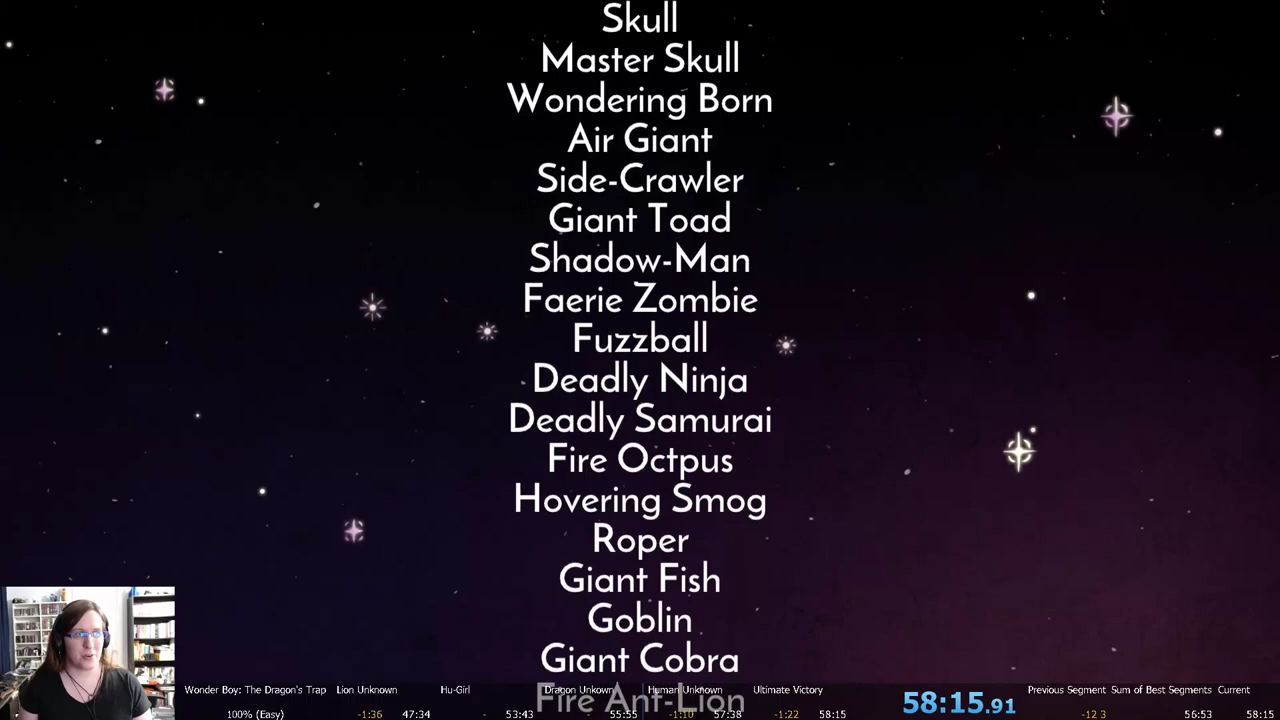 Skull
Master Skull
Wondering Born
Air Giant
Side-Crawler
Giant Toad
Shadow-Man
Faerie Zombie
Fuzzball
Deadly Ninja
Deadly Samurai
Fire Octpus
Hovering Smog
Roper
Giant Fish
Goblin
Giant Cobra
Fire Ant-Lion
Wonder Boy: The Dragon's Trap Lion Unknown Hu-Girl Dragon Unkown Human Unknown Ultimate Victory 58:15.91 Previous Segment Sum of Best Segments Current
100% (Easy) -1:36 47:34 - 53:43 - 55:55 -1:10 57:38 -1:22 58:15 -12.3 56:53 58:15